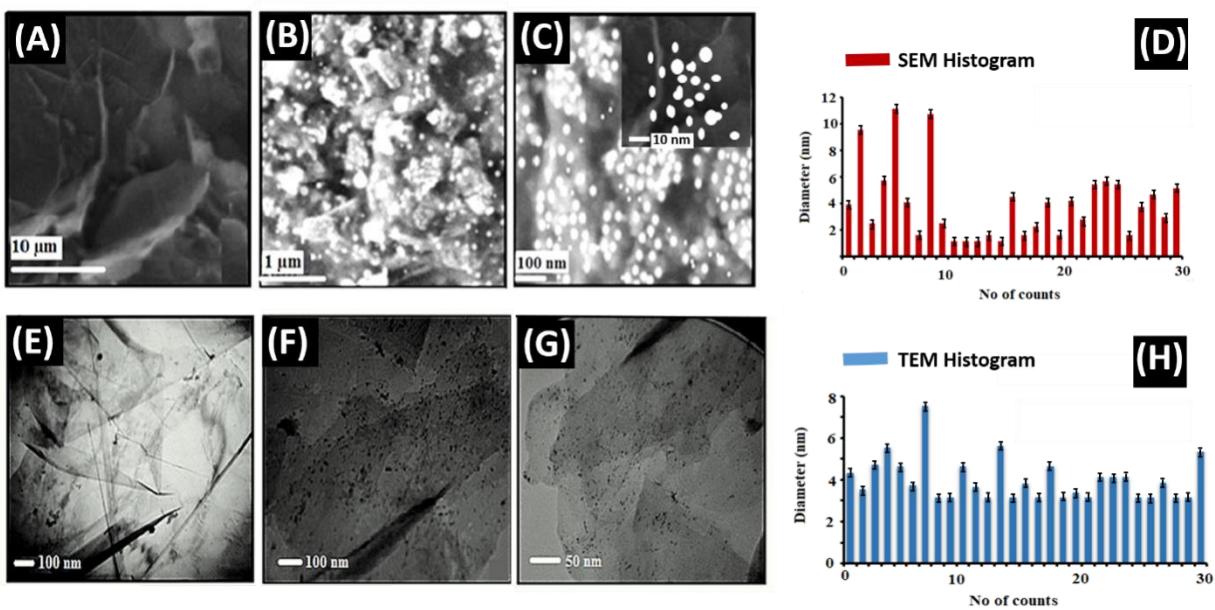 (A)
10 μm
(B)
1 μm
(C)
10 nm
100 nm
(D)
SEM Histogram
12
10
8
6
4
2
Diameter (nm)
0
10
20
30
No of counts
(E)
100 nm
(F)
100 nm
(G)
50 nm
(H)
TEM Histogram
8
6
4
2
0
Diameter (nm)
0
10
20
30
No of counts